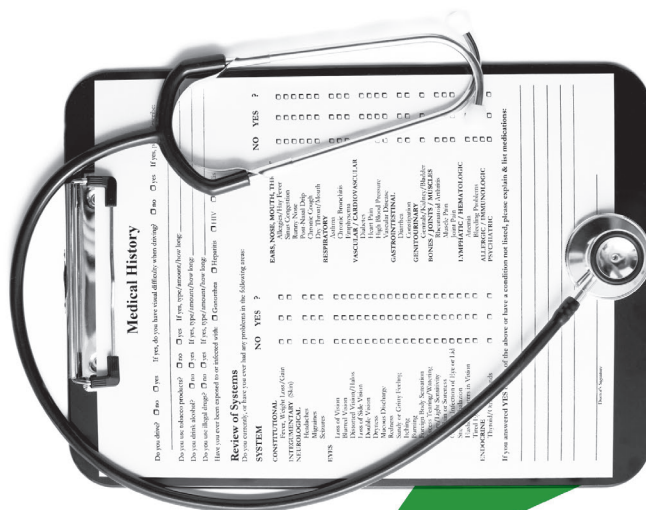 Medical History
Do you drive? no yes If yes, do you have visual difficulty when driving? no yes If yes,
Do you use tobacco products? no yes If yes, type/amount/how long:
Do you drink alcohol? no yes If yes, type/amount/how long:
Do you use illegal drugs? no yes If yes, type/amount/how long:
Have you ever been exposed to or infected with: Gonorrhea Hepatitis HIV
Review of Systems
Do you currently, or have you ever had any problems in the following areas:
SYSTEM NO YES ?
CONSTITUTIONAL
Fever, Weight Loss/Gain
INTEGUMENTARY (Skin)
NEUROLOGICAL
Headaches
Migraines
Seizures
EYES
Loss of Vision
Blurred Vision
Distorted Vision/Halos
Loss of Side Vision
Double Vision
Dryness
Mucous Discharge
Redness
Sandy or Gritty Feeling
Itching
Burning
Foreign Body Sensation
Excess Tearing/Watering
Light Sensitivity
Infection of Eye or Lid
in Vision
Tired
ENDOCRINE
Thyroid/
NO YES ?
EARS, NOSE, MOUTH,
Allergies/Hay Fever
Sinus Congestion
Runny Nose
Post-Nasal Drip
Chronic Cough
Dry Throat/Mouth
RESPIRATORY
Asthma
Chronic Bronchitis
Emphysema
VASCULAR / CARDIOVASCULAR
Diabetes
Heart Pain
High Blood Pressure
Vascular Disease
GASTROINTESTINAL
Diarrhea
Constipation
GENITOURINARY
Genitals/Kidney/Bladder
BONES / JOINTS / MUSCLES
Rheumatoid Arthritis
Muscle Pain
Joint Pain
LYMPHATIC / HEMATOLOGIC
Anemia
Bleeding Problems
ALLERGIC / IMMUNOLOGIC
PSYCHIATRIC
If you answered YES of the above or have a condition not listed, please explain & list medications:
Signature